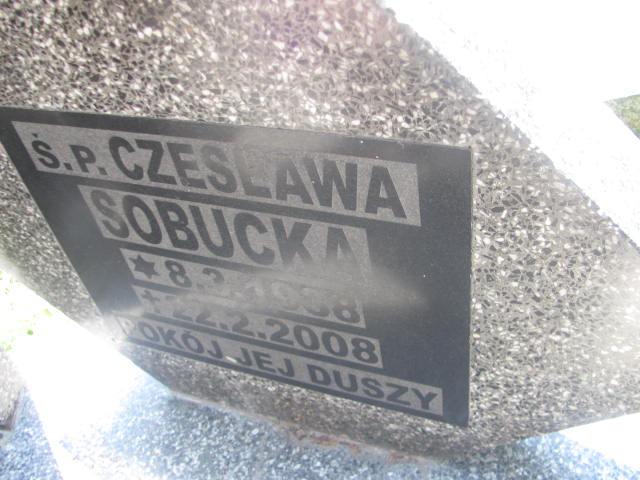 Ś.P. CZESŁAWA
SOBUCKA
★
✝ 22.2.2008
POKÓJ JEJ DUSZY